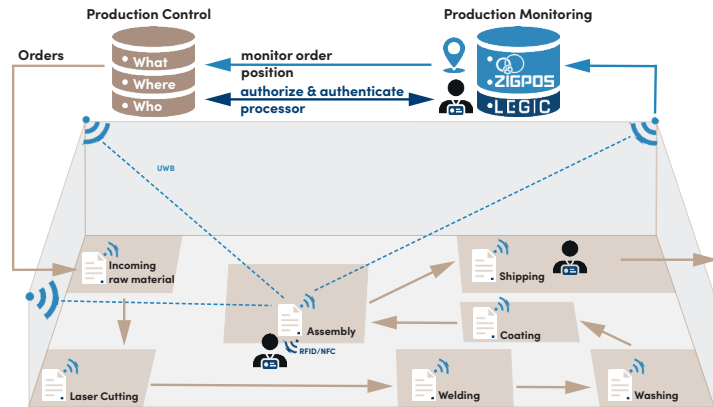 Production Control
Production Monitoring
Orders
What
Where
Who
monitor order
position
authorize & authenticate
processor
ZIGPOS
LEGIC
UWB
Incoming
raw material
Shipping
Assembly
Coating
RFID/NFC
Laser Cutting
Welding
Washing